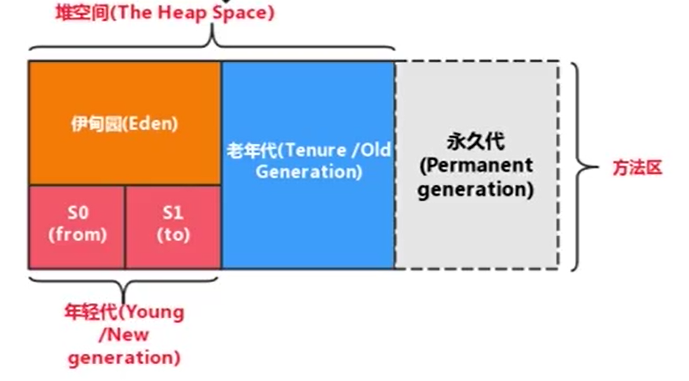 堆空间(The Heap Space)
伊甸园(Eden)
老年代(Tenure /Old
Generation)
永久代
(Permanent
generation)
方法区
S0
(from)
S1
(to)
年轻代(Young
/New
generation)